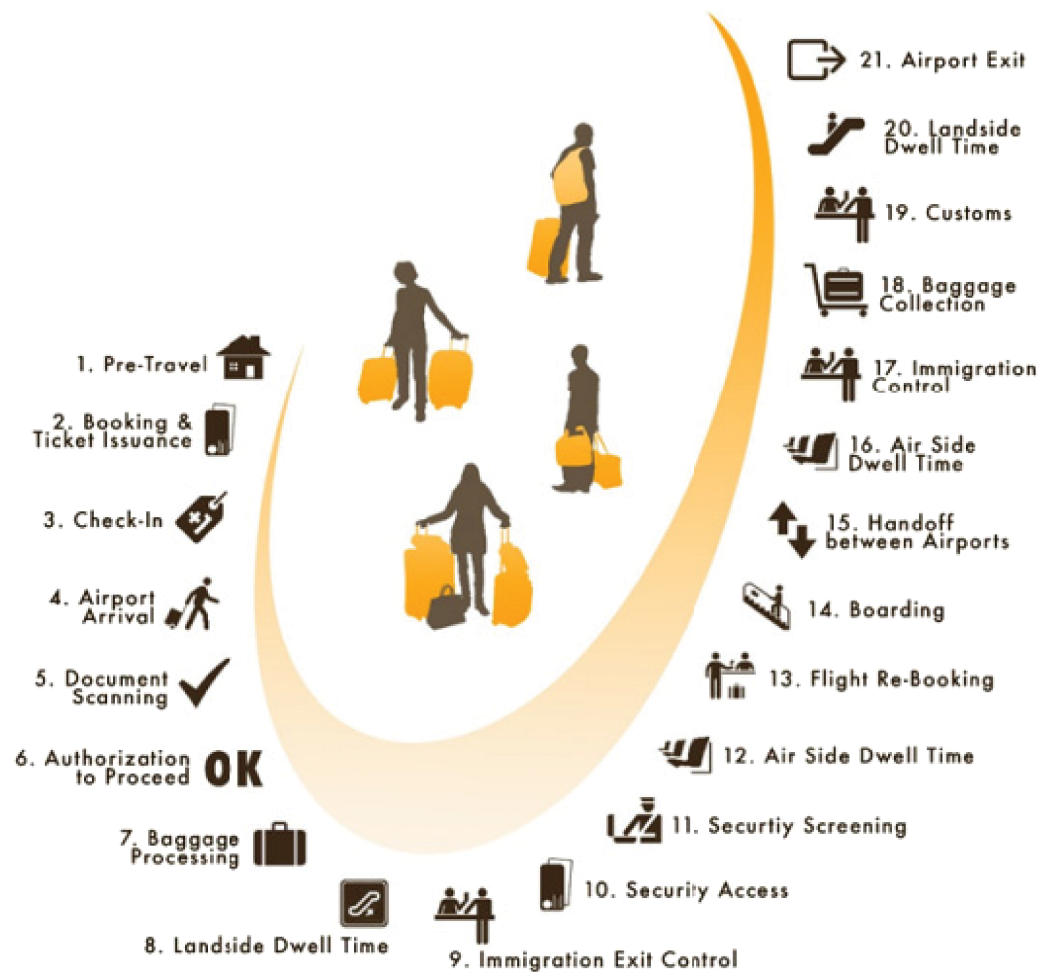 1. Pre-Travel
2. Booking &
Ticket Issuance
3. Check-In
4. Airport
Arrival
5. Document
Scanning
6. Authorization
to Proceed
OK
7. Baggage
Processing
8. Landside Dwell Time
9. Immigration Exit Control
10. Security Access
11. Securtiy Screening
12. Air Side Dwell Time
13. Flight Re-Booking
14. Boarding
15. Handoff
between Airports
16. Air Side
Dwell Time
17. Immigration
Control
18. Baggage
Collection
19. Customs
20. Landside
Dwell Time
21. Airport Exit